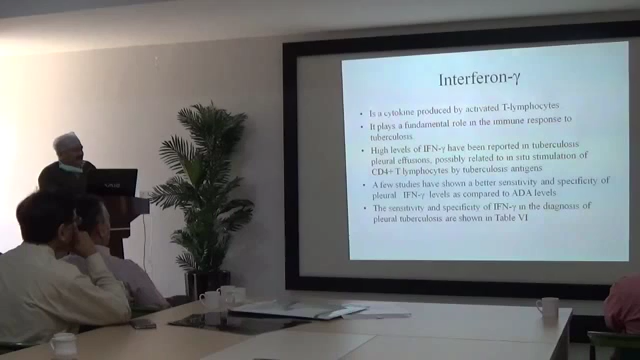 Interferon-γ
• Is a cytokine produced by activated T-lymphocytes
• It plays a fundamental role in the immune response to
tuberculosis
• High levels of IFN-γ have been reported in tuberculosis
pleural effusions, possibly related to in situ stimulation of
CD4+ T lymphocytes by tuberculosis antigens
• A few studies have shown a better sensitivity and specificity of
pleural IFN-γ levels as compared to ADA levels
• The sensitivity and specificity of IFN-γ in the diagnosis of
pleural tuberculosis are shown in Table VI